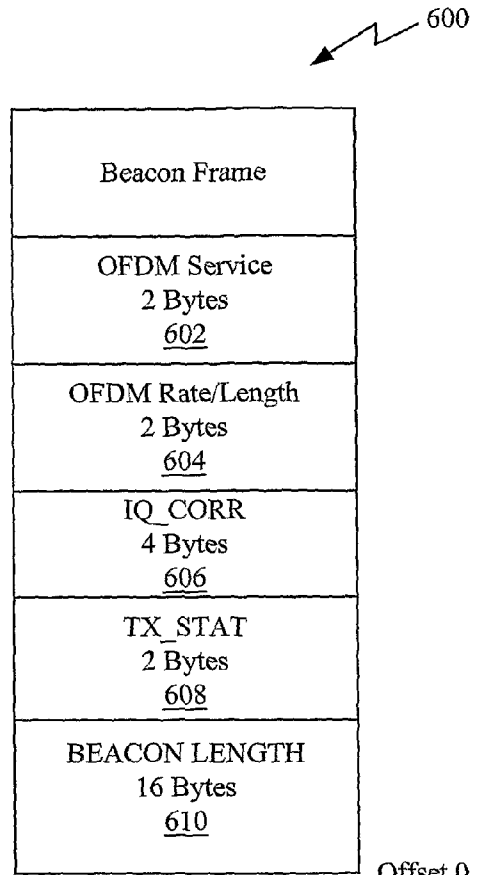 600
Beacon Frame
OFDM Service
2 Bytes
602
OFDM Rate/Length
2 Bytes
604
IQ_CORR
4 Bytes
606
TX_STAT
2 Bytes
608
BEACON LENGTH
16 Bytes
610
Offset 0